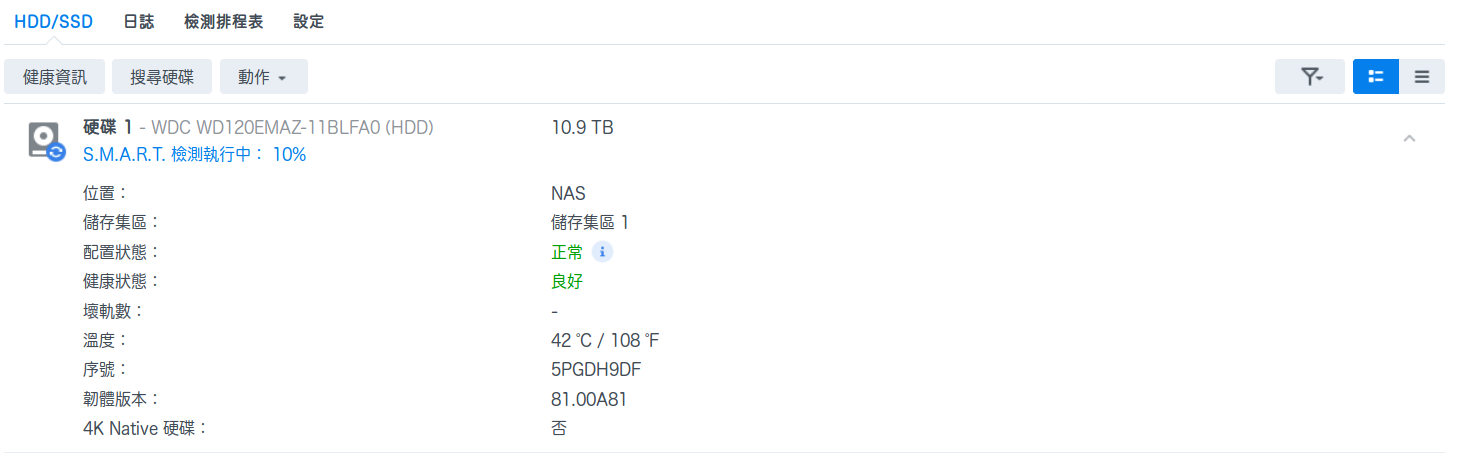 HDD/SSD 日誌 檢測排程表 設定
健康資訊 搜尋硬碟 動作
硬碟 1 - WDC WD120EMAZ-11BLFA0 (HDD) 10.9 TB
S.M.A.R.T. 檢測執行中： 10%
位置： NAS
儲存集區： 儲存集區 1
配置狀態： 正常
健康狀態： 良好
壞軌數： -
溫度： 42 °C / 108 °F
序號： 5PGDH9DF
韌體版本： 81.00A81
4K Native 硬碟： 否